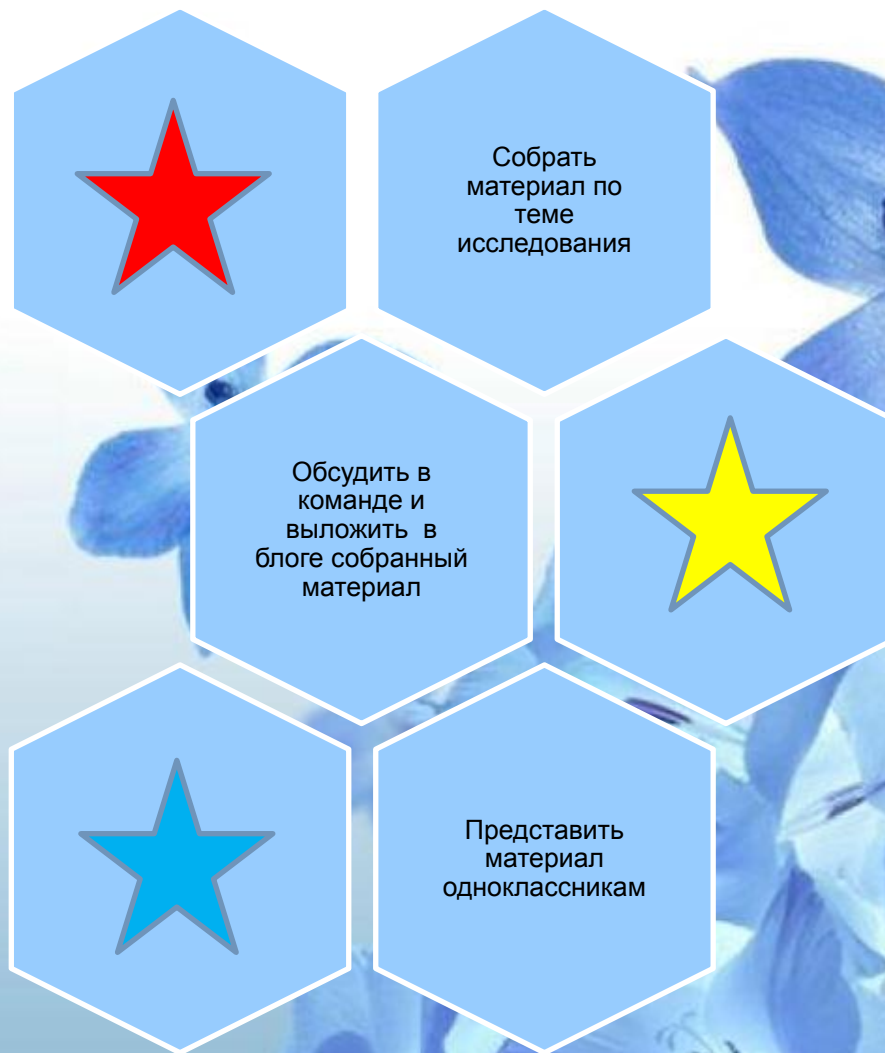 Собрать
материал по
теме
исследования
Обсудить в
команде и
выложить  в
блоге собранный
материал
Представить
материал
одноклассникам